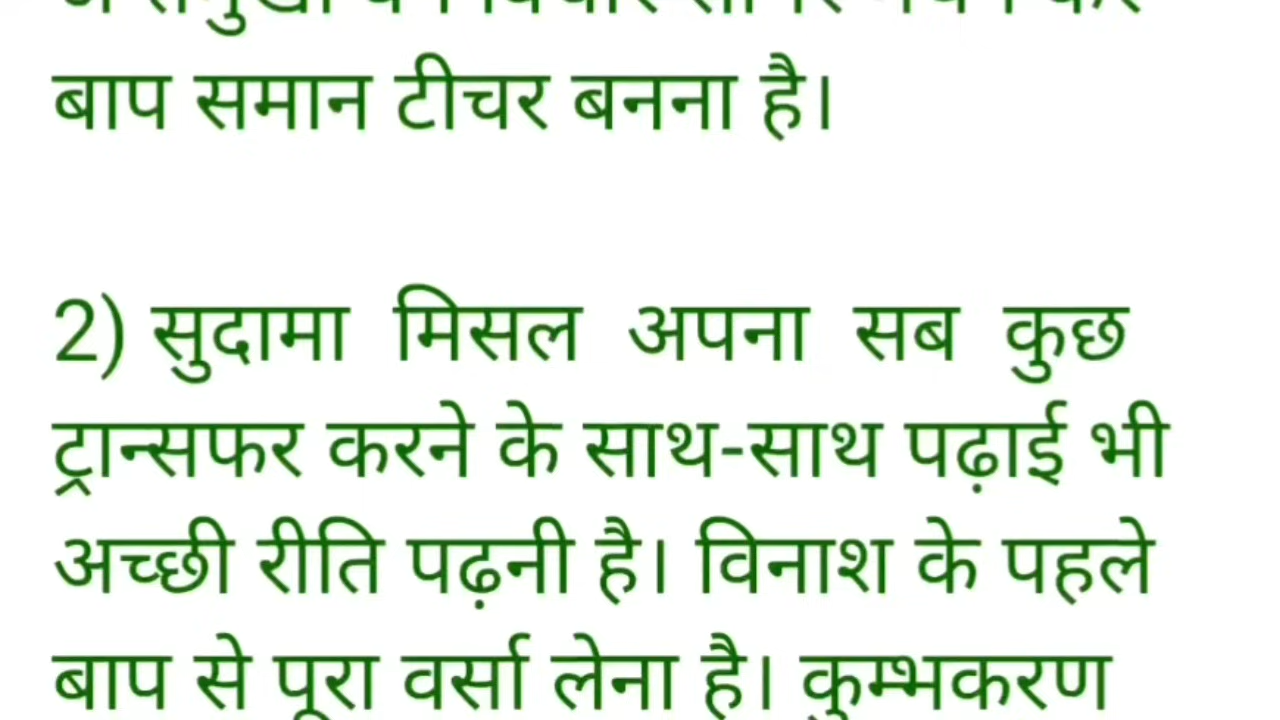 बाप समान टीचर बनना है।
2) सुदामा मिसल अपना सब कुछ
ट्रान्सफर करने के साथ-साथ पढ़ाई भी
अच्छी रीति पढ़नी है। विनाश के पहले
बाप से पूरा वर्सा लेना है। कुम्भकरण